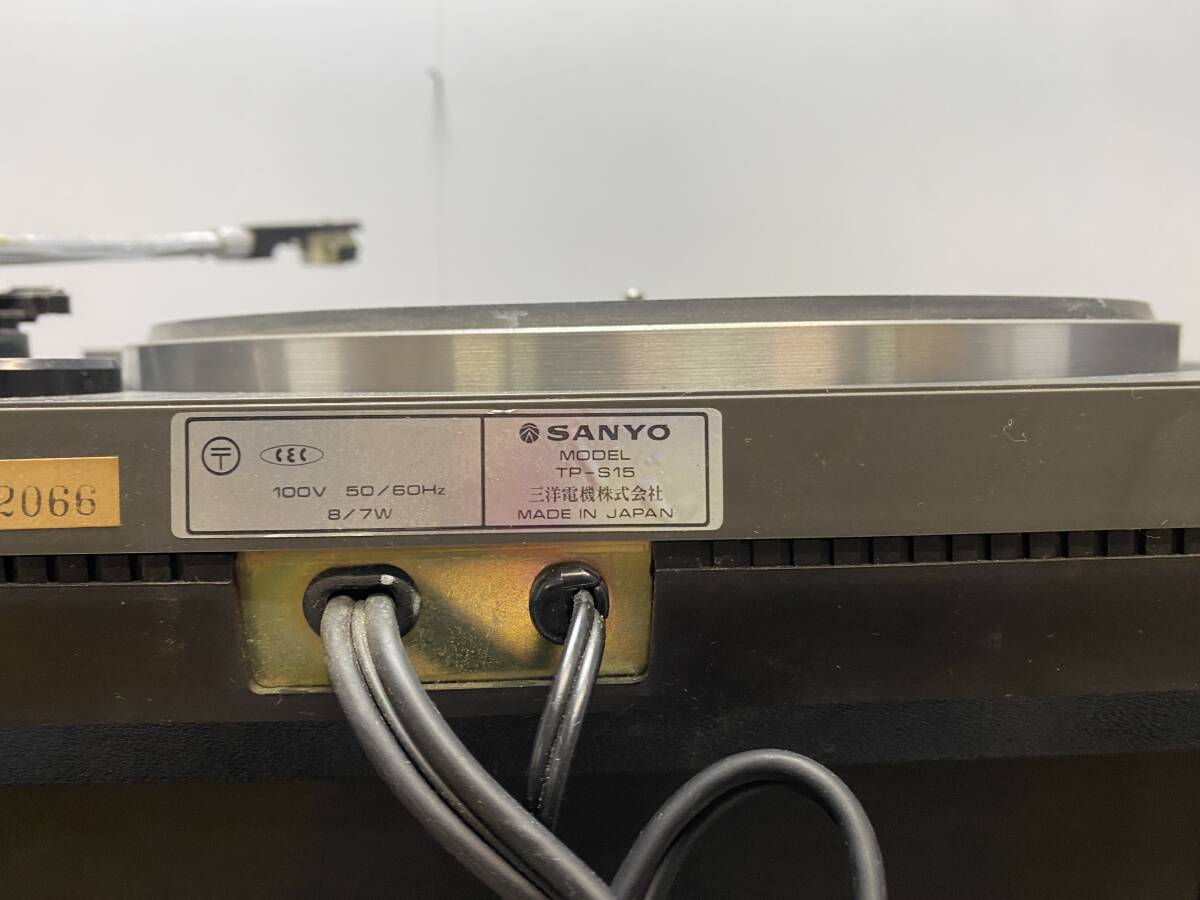 2066
〒
CEC
100V 50/60Hz
8/7W
SANYO
MODEL
TP-S15
三洋電機株式会社
MADE IN JAPAN